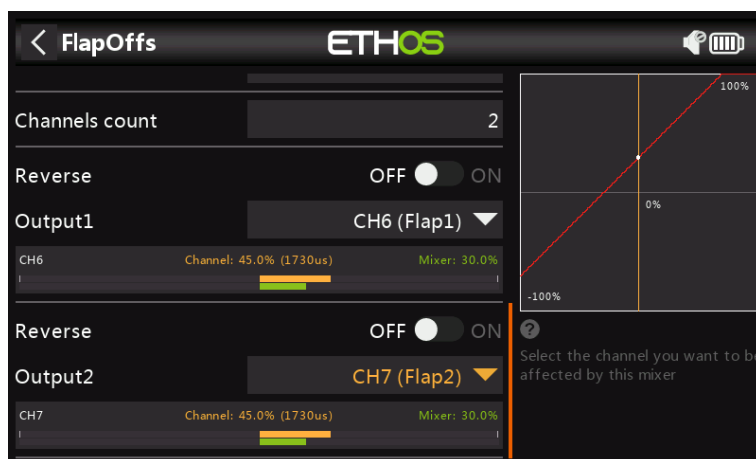 FlapOffs
ETHOS
Channels count 2
Reverse OFF ON
Output1 CH6 (Flap1)
CH6 Channel: 45.0% (1730us) Mixer: 30.0%
Reverse OFF ON
Output2 CH7 (Flap2)
CH7 Channel: 45.0% (1730us) Mixer: 30.0%
100%
0%
-100%
?
Select the channel you want to be
affected by this mixer